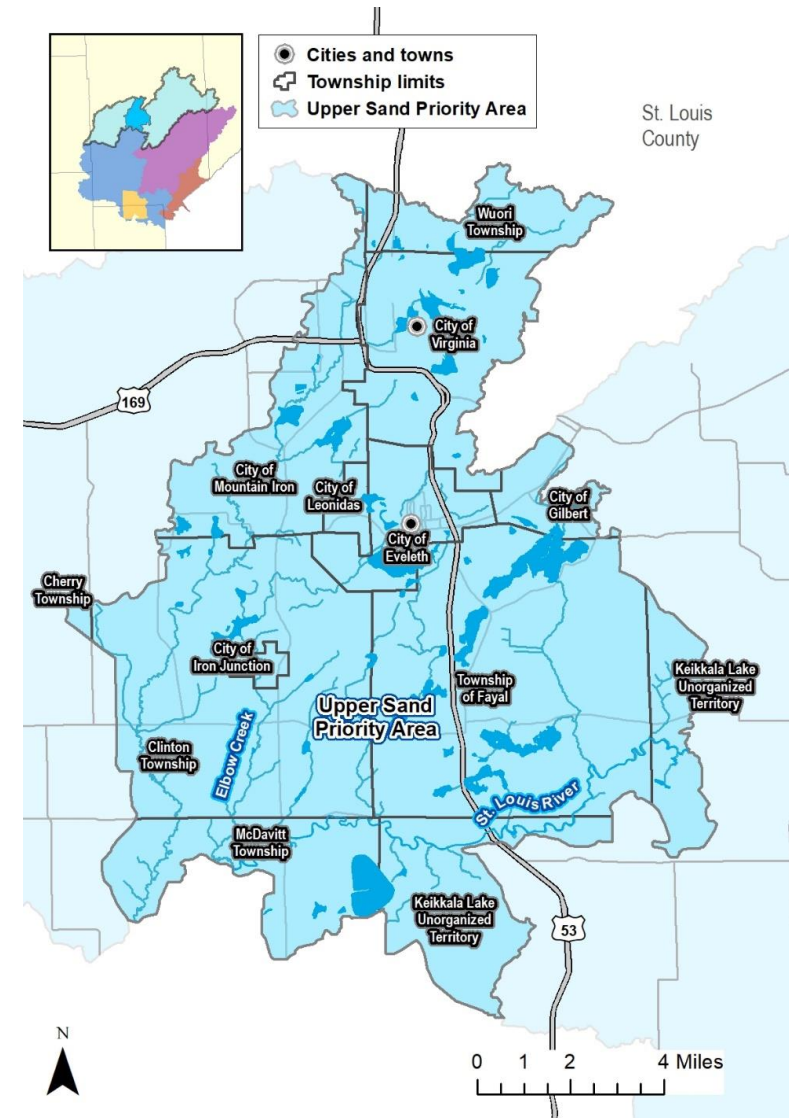 Cities and towns
Township limits
Upper Sand Priority Area
St. Louis
County
Wuori
Township
City of
Virginia
169
City of
Mountain Iron
City of
Leonidas
City of
Gilbert
City of
Eveleth
Cherry
Township
City of
Iron Junction
Keikkala Lake
Unorganized
Territory
Township
of Fayal
Upper Sand
Priority Area
Elbow Creek
Clinton
Township
St. Louis River
McDavitt
Township
Keikkala Lake
Unorganized
Territory
53
N
0 1 2 4 Miles